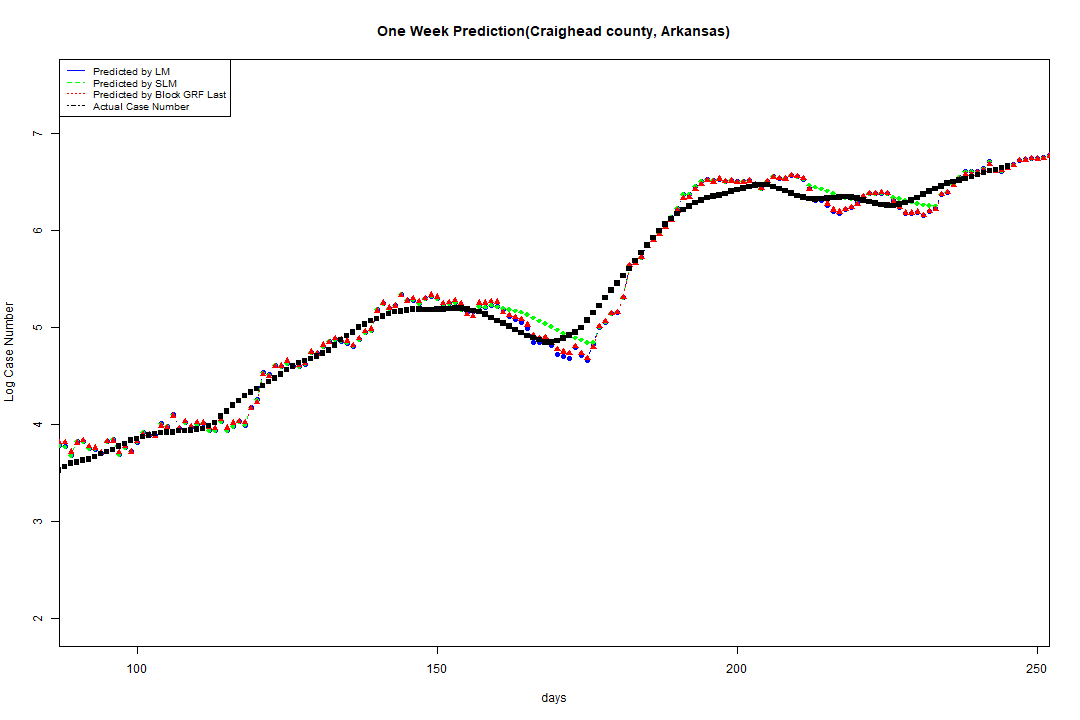 One Week Prediction(Craighead county, Arkansas)
Predicted by LM
Predicted by SLM
Predicted by Block GRF Last
Actual Case Number
7
6
5
4
3
2
Log Case Number
100 150 200 250
days